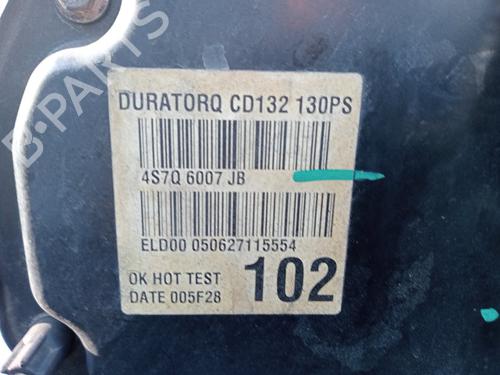 B-PARTS
DURATORQ CD132 130PS
4S7Q 6007 JB
ELD00 050627115554
OK HOT TEST
DATE 005F28
102